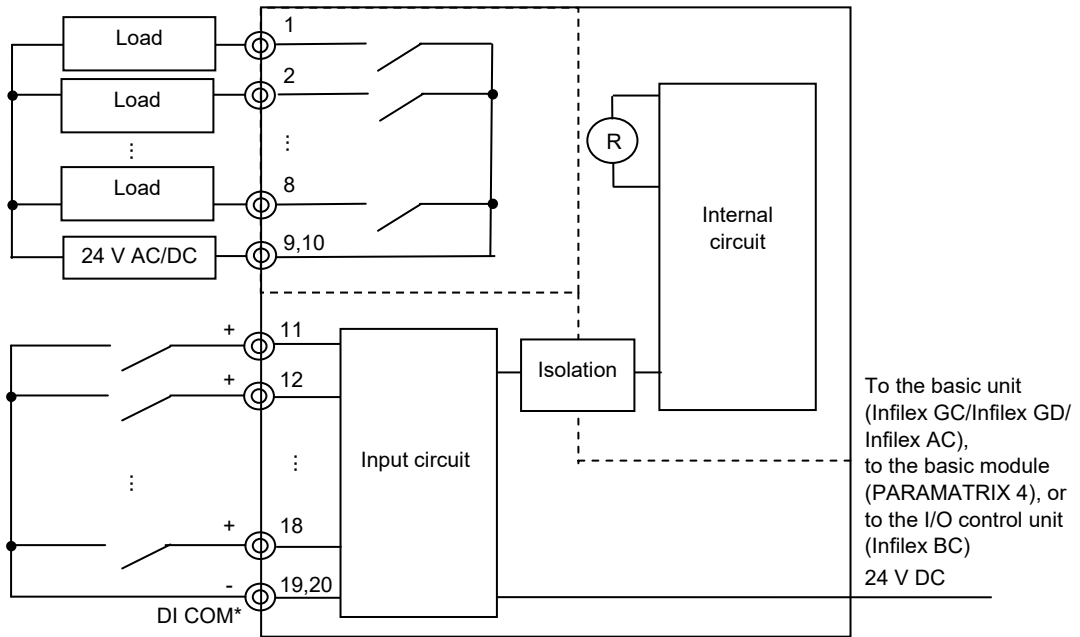 Load
1
Load
2
⋮
⋮
Load
8
24 V AC/DC
9,10
R
Internal
circuit
+
11
+
12
⋮
⋮
+
18
-
19,20
DI COM*
Input circuit
Isolation
To the basic unit
(Infilex GC/Infilex GD/
Infilex AC),
to the basic module
(PARAMATRIX 4), or
to the I/O control unit
(Infilex BC)
24 V DC